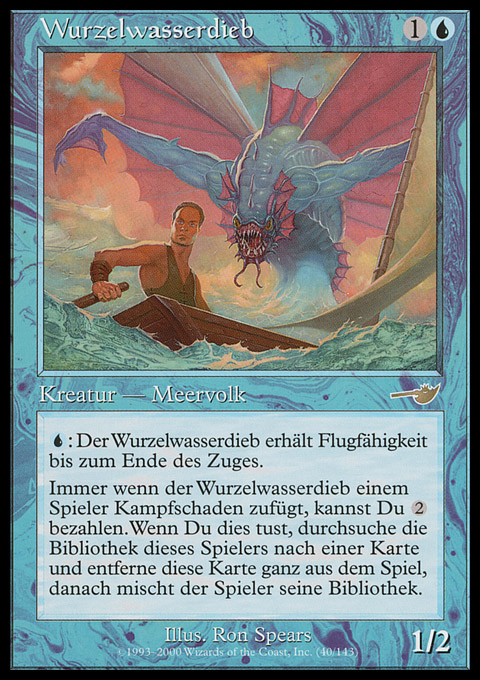 Wurzelwasserdieb 1
Kreatur — Meervolk
: Der Wurzelwasserdieb erhält Flugfähigkeit
bis zum Ende des Zuges.
Immer wenn der Wurzelwasserdieb einem
Spieler Kampfschaden zufügt, kannst Du 2
bezahlen. Wenn Du dies tust, durchsuche die
Bibliothek dieses Spielers nach einer Karte
und entferne diese Karte ganz aus dem Spiel,
danach mischt der Spieler seine Bibliothek.
Illus. Ron Spears
©1993–2000 Wizards of the Coast, Inc. (40/143)
1/2